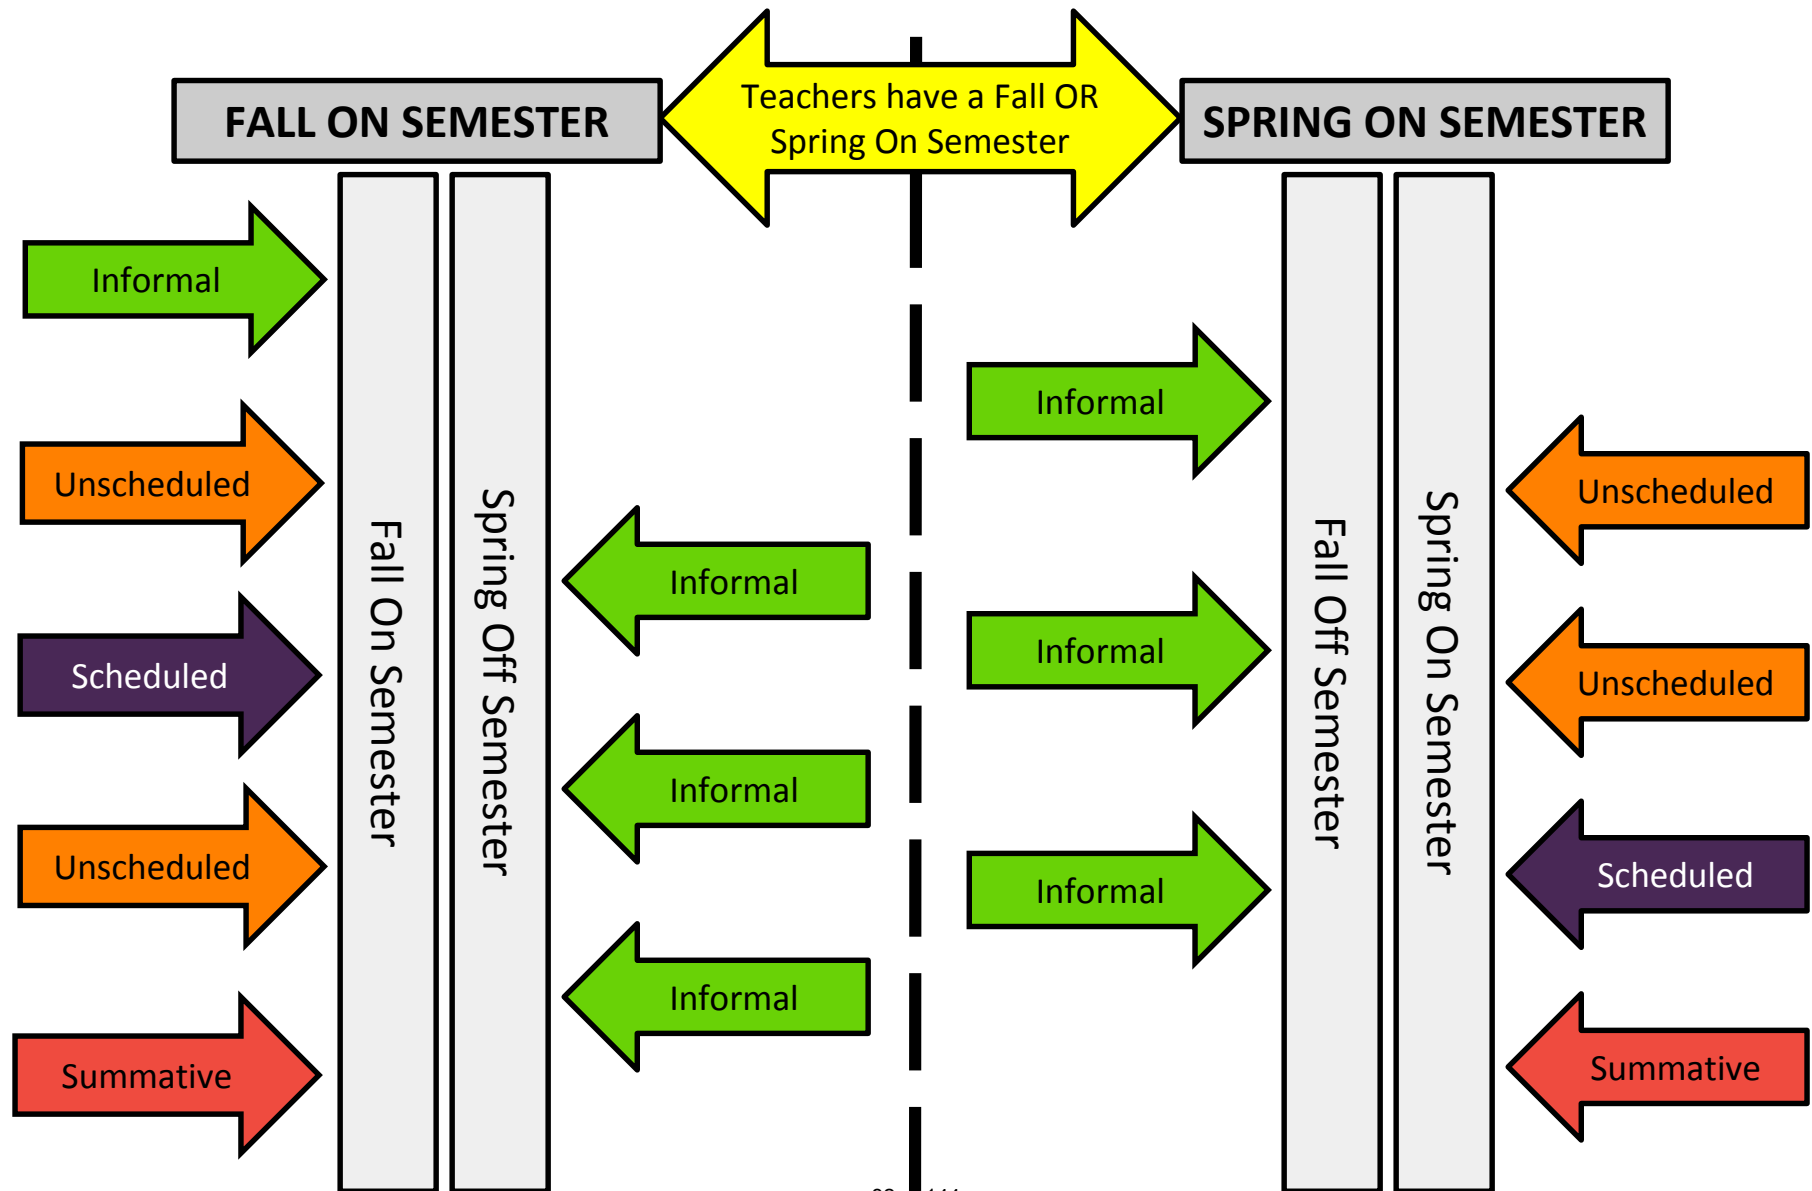 Teachers have a Fall OR
Spring On Semester
FALL ON SEMESTER
SPRING ON SEMESTER
Informal
Unscheduled
Scheduled
Unscheduled
Summative
Fall On Semester
Spring Off Semester
Informal
Informal
Informal
Informal
Informal
Informal
Fall Off Semester
Spring On Semester
Unscheduled
Unscheduled
Scheduled
Summative